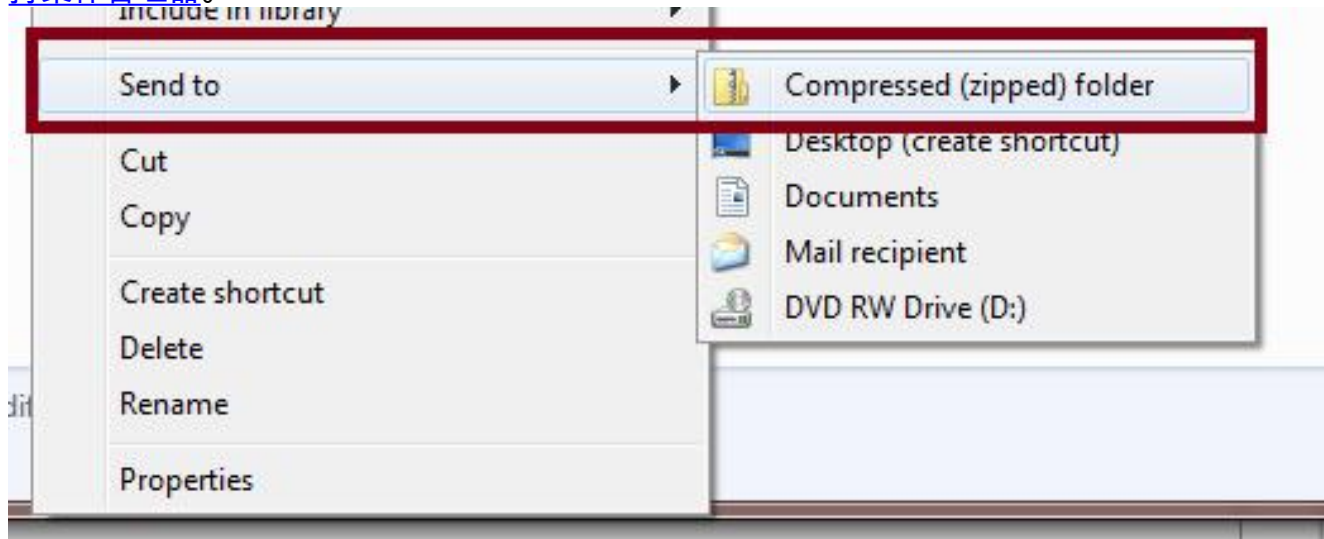 Include in library
Send to
Compressed (zipped) folder
Desktop (create shortcut)
Cut
Documents
Copy
Mail recipient
Create shortcut
DVD RW Drive (D:)
Delete
Rename
Properties